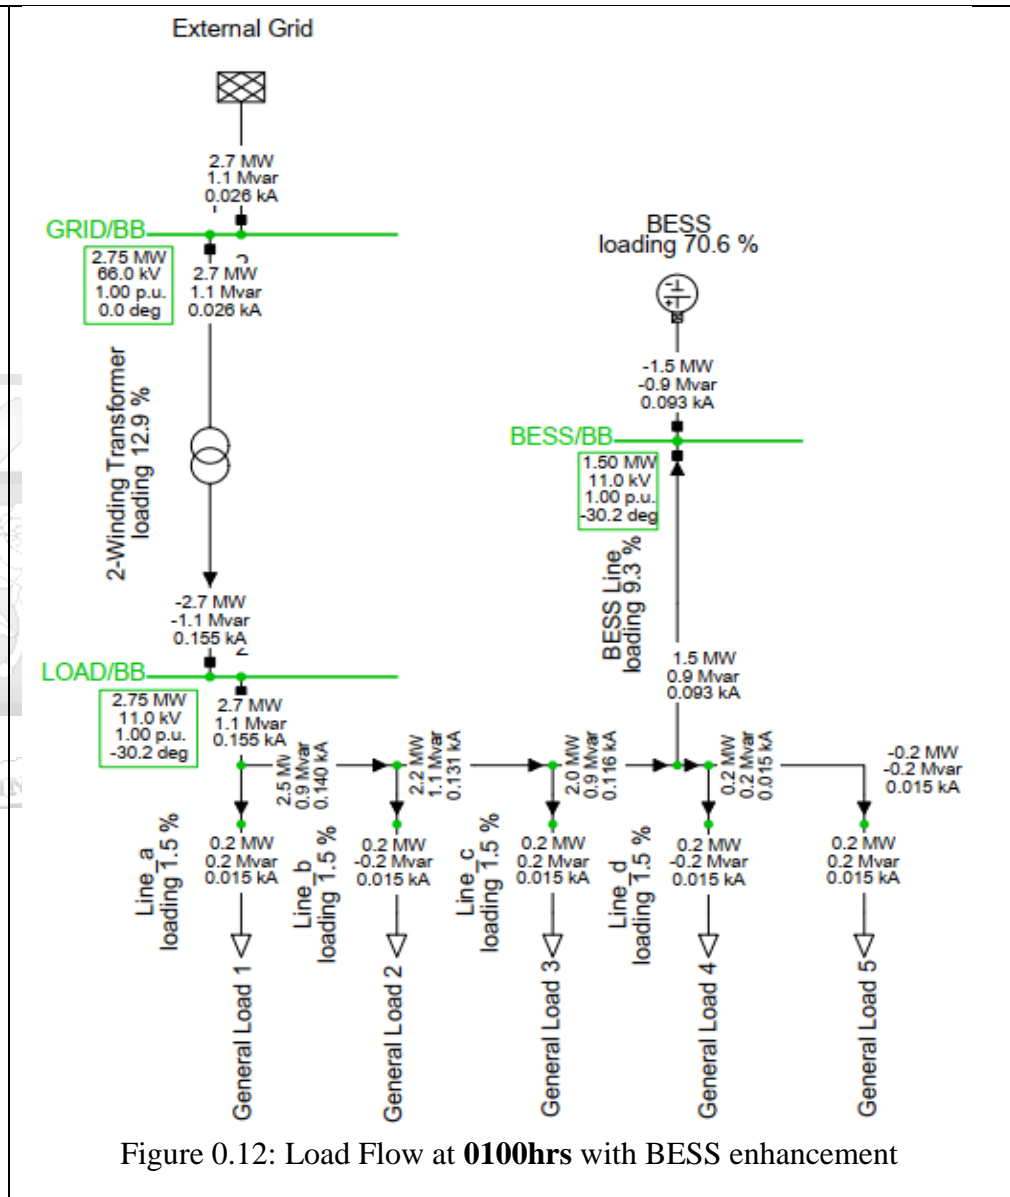 External Grid
2.7 MW
1.1 Mvar
0.026 kA
GRID/BB
2.75 MW
66.0 kV
1.00 p.u.
0.0 deg
2.7 MW
1.1 Mvar
0.026 kA
2-Winding Transformer
loading 12.9 %
-2.7 MW
-1.1 Mvar
0.155 kA
LOAD/BB
2.75 MW
11.0 kV
1.00 p.u.
-30.2 deg
2.7 MW
1.1 Mvar
0.155 kA
BESS
loading 70.6 %
-1.5 MW
-0.9 Mvar
0.093 kA
BESS/BB
1.50 MW
11.0 kV
1.00 p.u.
-30.2 deg
BESS Line
loading 9.3 %
1.5 MW
0.9 Mvar
0.093 kA
2.5 MW
0.9 Mvar
0.140 kA
2.2 MW
1.1 Mvar
0.131 kA
2.0 MW
0.9 Mvar
0.116 kA
0.2 MW
0.2 Mvar
0.015 kA
-0.2 MW
-0.2 Mvar
0.015 kA
Line_a
loading 1.5 %
0.2 MW
0.2 Mvar
0.015 kA
Line_b
loading 1.5 %
0.2 MW
-0.2 Mvar
0.015 kA
Line_c
loading 1.5 %
0.2 MW
0.2 Mvar
0.015 kA
Line_d
loading 1.5 %
0.2 MW
-0.2 Mvar
0.015 kA
0.2 MW
0.2 Mvar
0.015 kA
General Load 1
General Load 2
General Load 3
General Load 4
General Load 5
Figure 0.12: Load Flow at 0100hrs with BESS enhancement